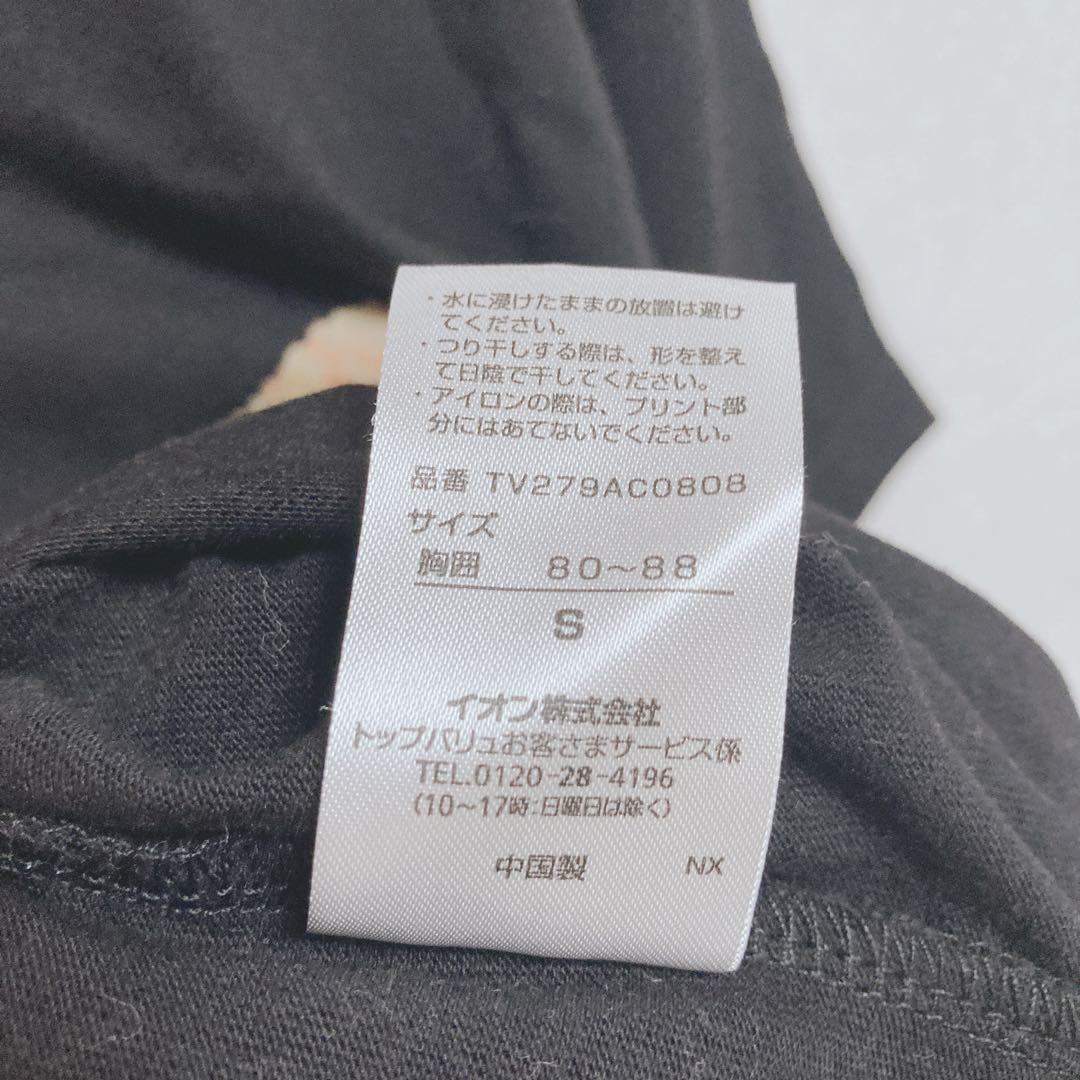 ・水に浸けたままの放置は避け
てください。
・つり干しする際は、形を整え
て日陰で干してください。
・アイロンの際は、プリント部
分にはあてないでください。
品番 TV279AC0808
サイズ
胸囲 80～88
S
イオン株式会社
トップバリュお客さまサービス係
TEL.0120-28-4196
(10～17時:日曜日は除く)
中国製 NX